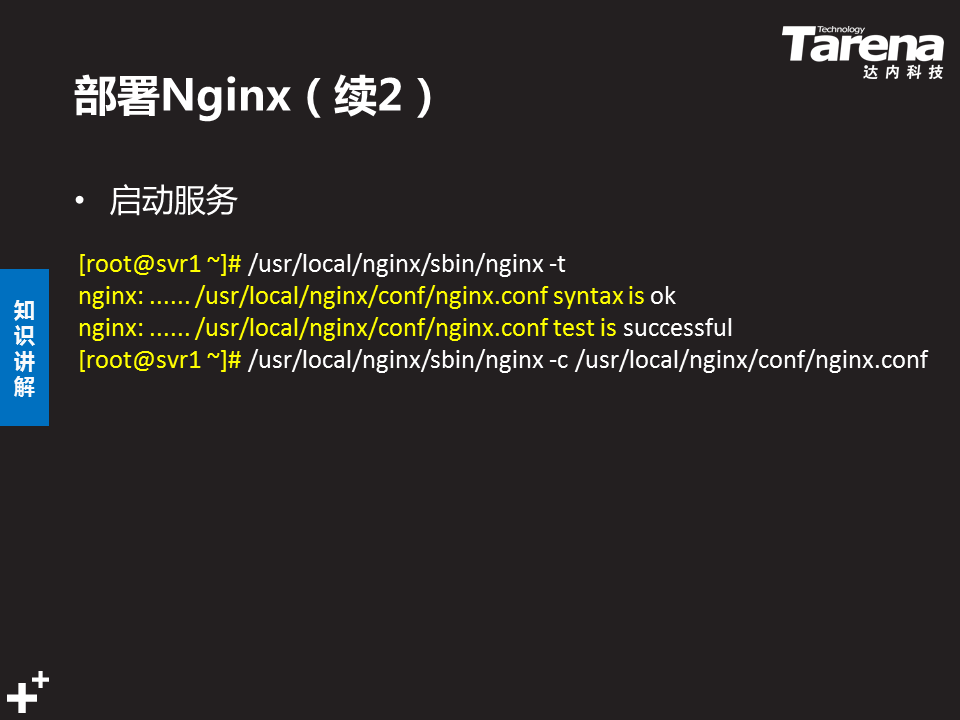 Technology
Tarena
达内科技
部署Nginx（续2）
• 启动服务
[root@svr1 ~]# /usr/local/nginx/sbin/nginx -t
nginx: ...... /usr/local/nginx/conf/nginx.conf syntax is ok
nginx: ...... /usr/local/nginx/conf/nginx.conf test is successful
[root@svr1 ~]# /usr/local/nginx/sbin/nginx -c /usr/local/nginx/conf/nginx.conf
知识讲解